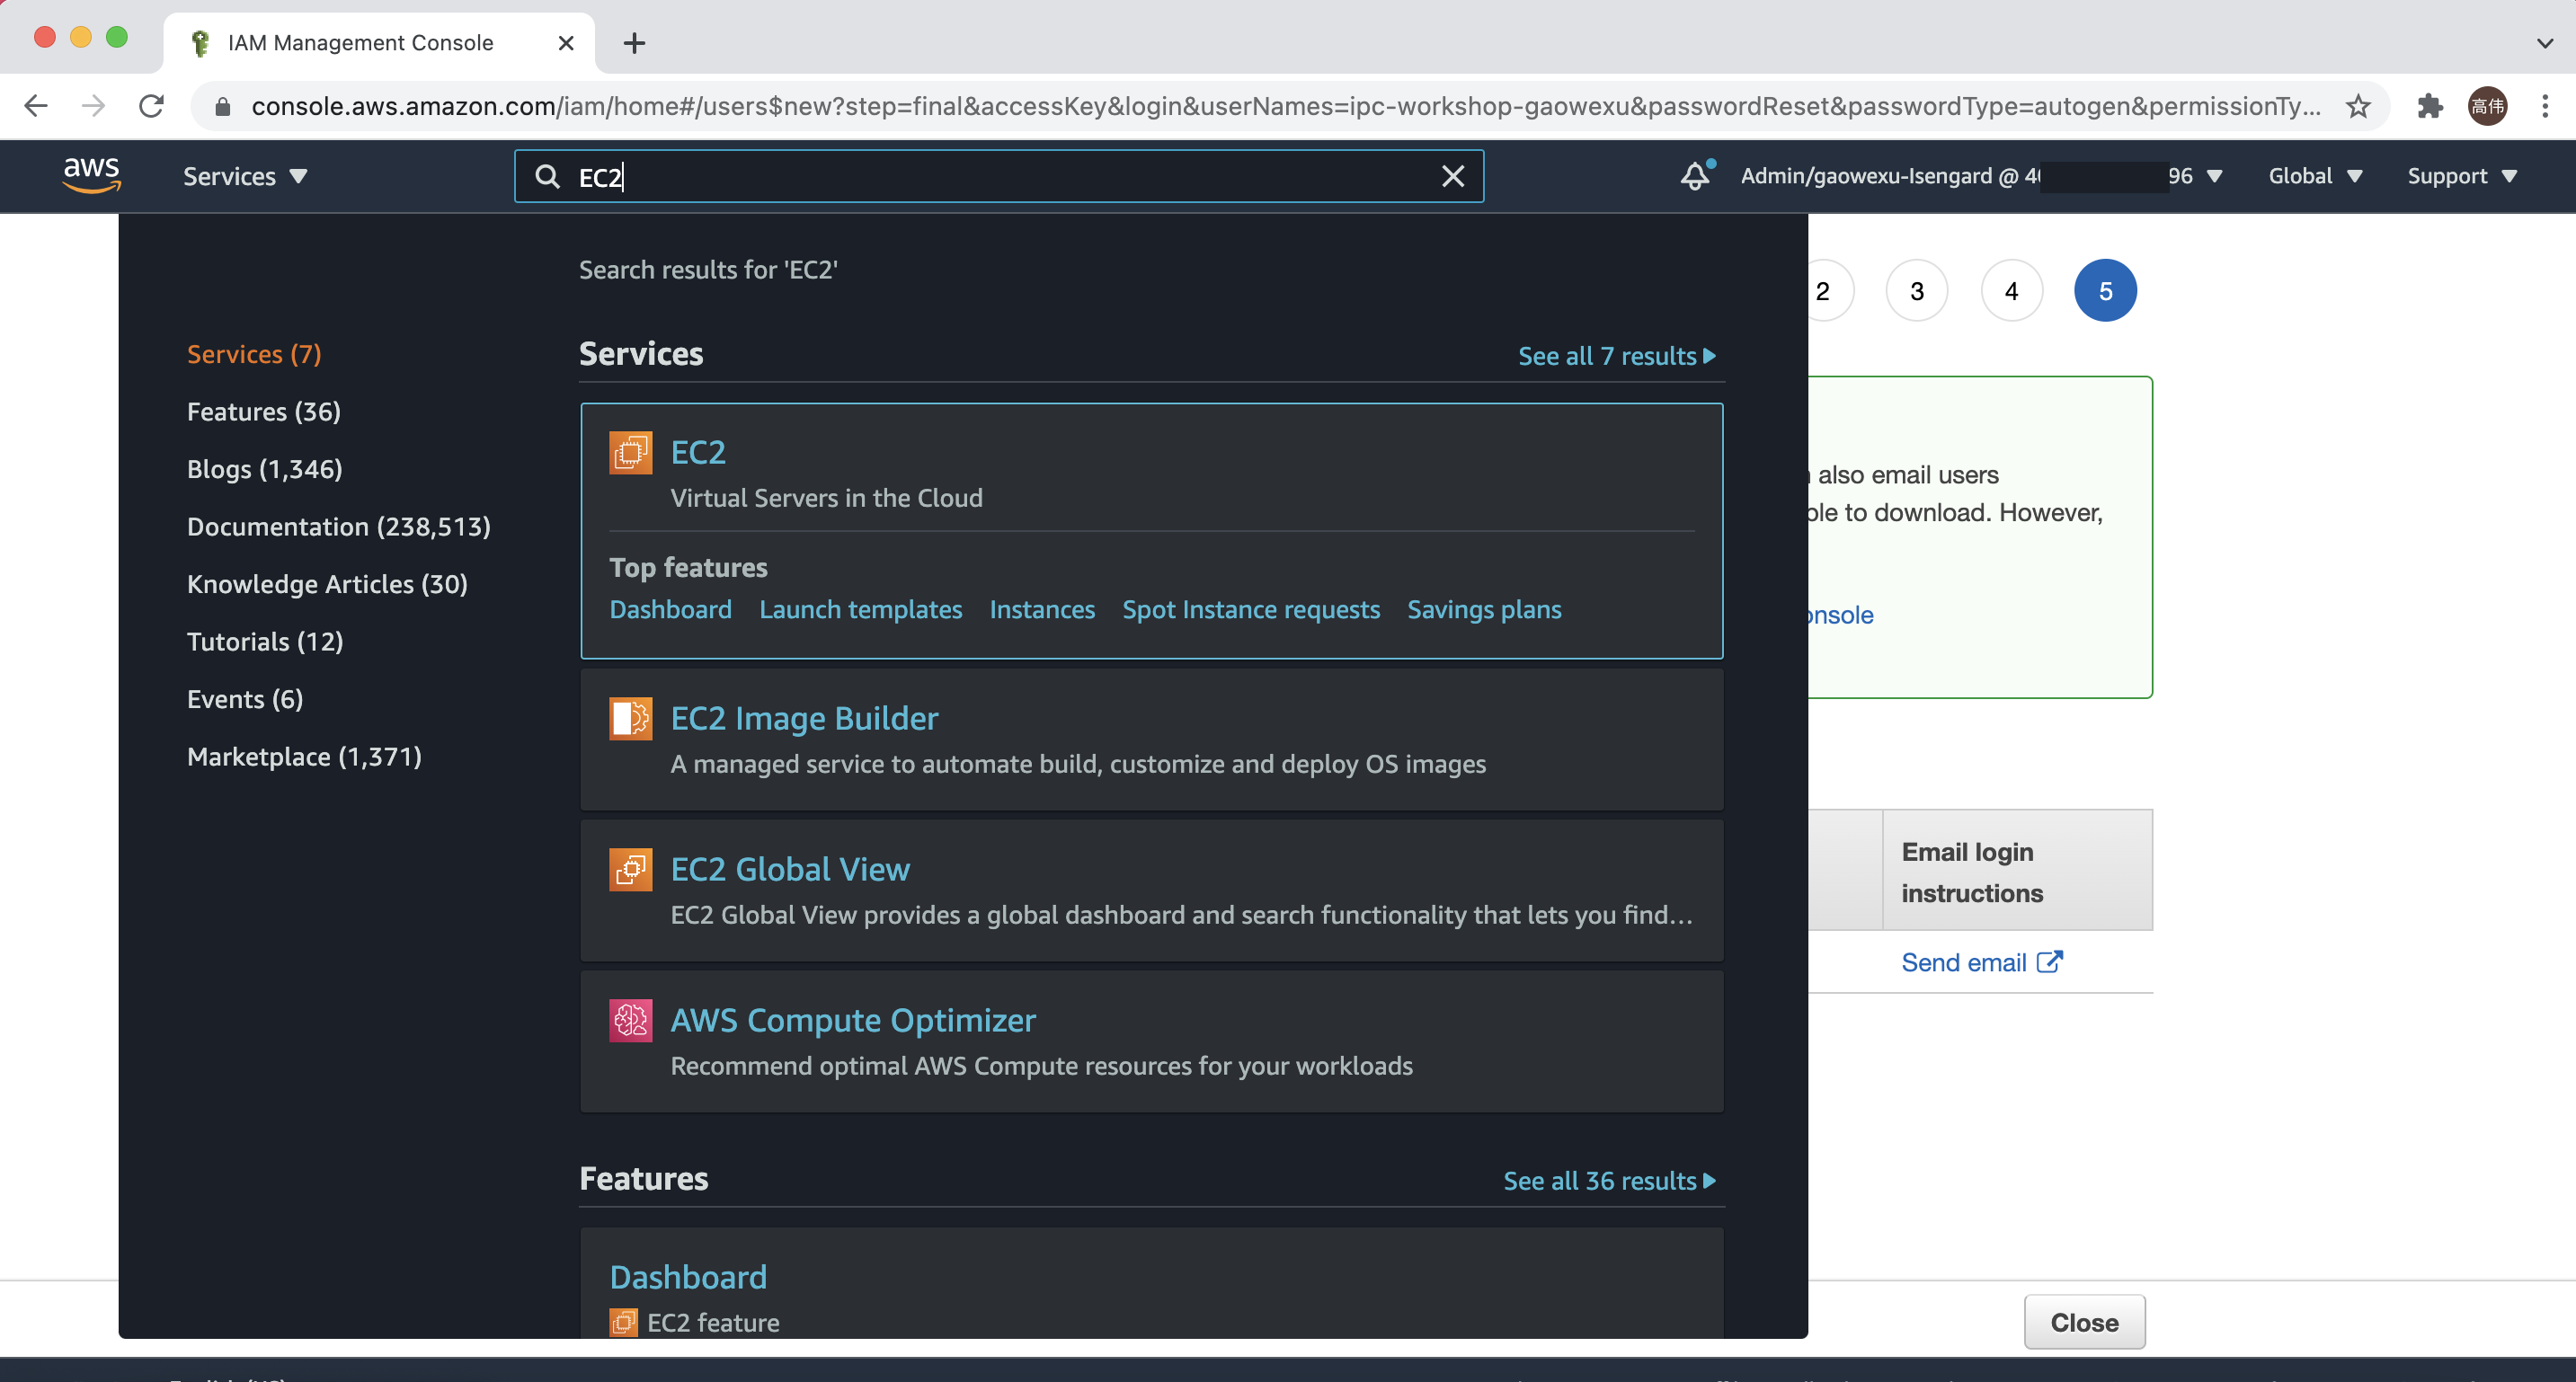 IAM Management Console
console.aws.amazon.com/iam/home#/users$new?step=final&accessKey&login&userNames=ipc-workshop-gaowexu&passwordReset&passwordType=autogen&permissionTy...
高伟
aws
Services
EC2
Admin/gaowexu-Isengard @ 4
96
Global
Support
Search results for 'EC2'
2
3
4
5
Services (7)
Features (36)
Blogs (1,346)
Documentation (238,513)
Knowledge Articles (30)
Tutorials (12)
Events (6)
Marketplace (1,371)
Services
See all 7 results
EC2
Virtual Servers in the Cloud
Top features
Dashboard Launch templates Instances Spot Instance requests Savings plans
EC2 Image Builder
A managed service to automate build, customize and deploy OS images
EC2 Global View
EC2 Global View provides a global dashboard and search functionality that lets you find...
AWS Compute Optimizer
Recommend optimal AWS Compute resources for your workloads
Features
See all 36 results
Dashboard
EC2 feature
also email users
ble to download. However,
onsole
Email login
instructions
Send email
Close